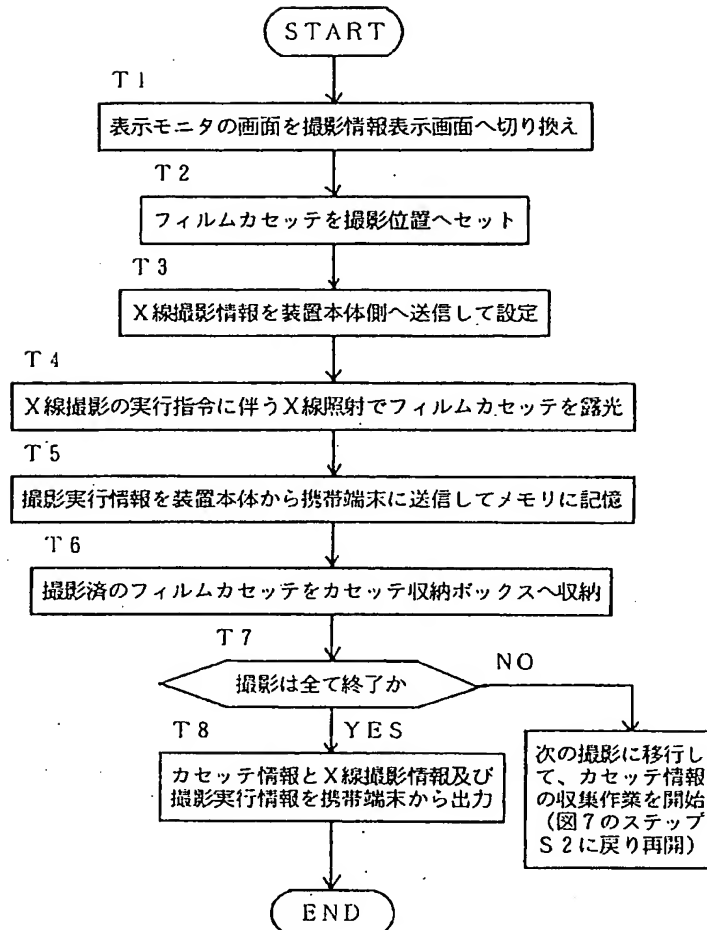 START
T1
表示モニタの画面を撮影情報表示画面へ切り換え
T2
フィルムカセッテを撮影位置へセット
T3
X線撮影情報を装置本体側へ送信して設定
T4
X線撮影の実行指令に伴うX線照射でフィルムカセッテを露光
T5
撮影実行情報を装置本体から携帯端末に送信してメモリに記憶
T6
撮影済のフィルムカセッテをカセッテ収納ボックスへ収納
T7
撮影は全て終了か
NO
T8
YES
カセッテ情報とX線撮影情報及び
撮影実行情報を携帯端末から出力
次の撮影に移行し
て、カセッテ情報
の収集作業を開始
(図7のステップ
S2に戻り再開)
END